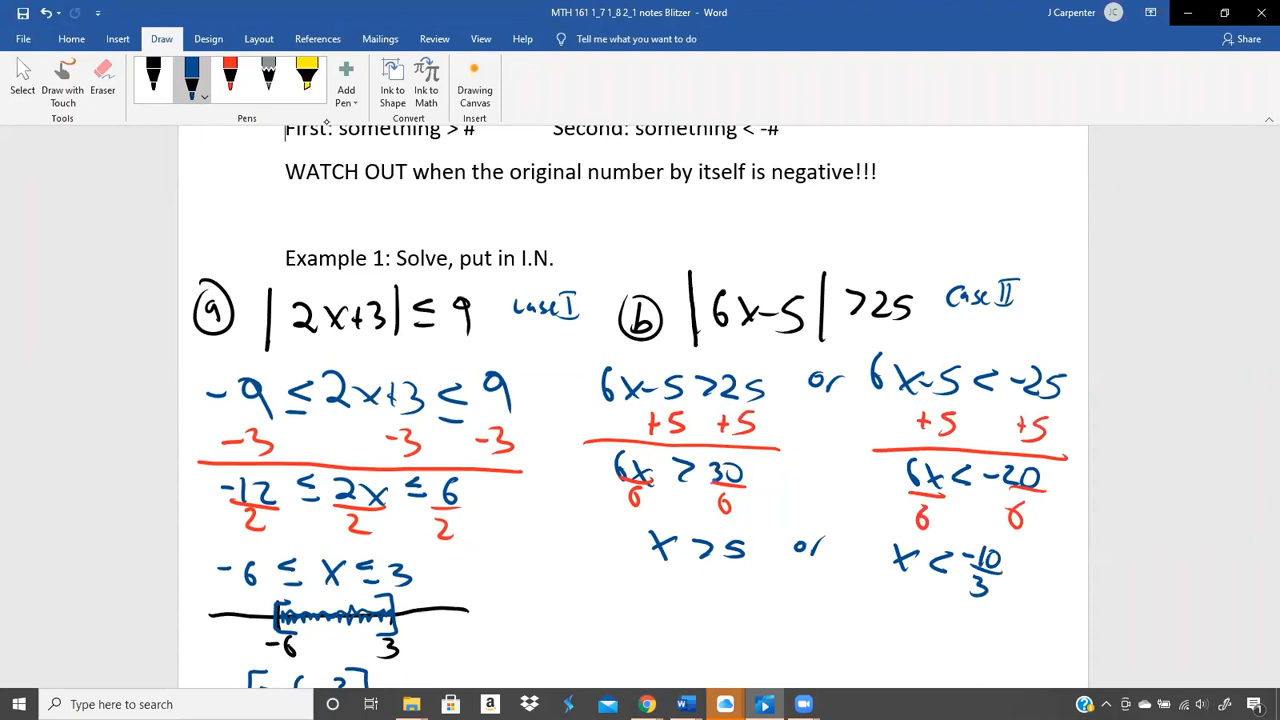 MTH 161 1_7 1_8 2_1 notes Blitzer - Word
J Carpenter JC
File Home Insert Draw Design Layout References Mailings Review View Help Tell me what you want to do Share
Select Draw with Touch Eraser Add Pen Ink to Shape Ink to Math Drawing Canvas
Tools Pens Convert Insert
First: something > # Second: something < -#
WATCH OUT when the original number by itself is negative!!!
Example 1: Solve, put in I.N.
ⓐ |2x+3| ≤ 9 Case I
-9 ≤ 2x+3 ≤ 9
-3 -3 -3
-12 ≤ 2x ≤ 6
2 2 2
-6 ≤ x ≤ 3
-6 3
ⓑ |6x-5| >25 Case II
6x-5 >25 or 6x-5 < -25
+5 +5 +5 +5
6x > 30 6x < -20
6 6 6 6
x >5 or x < -10/3
Type here to search